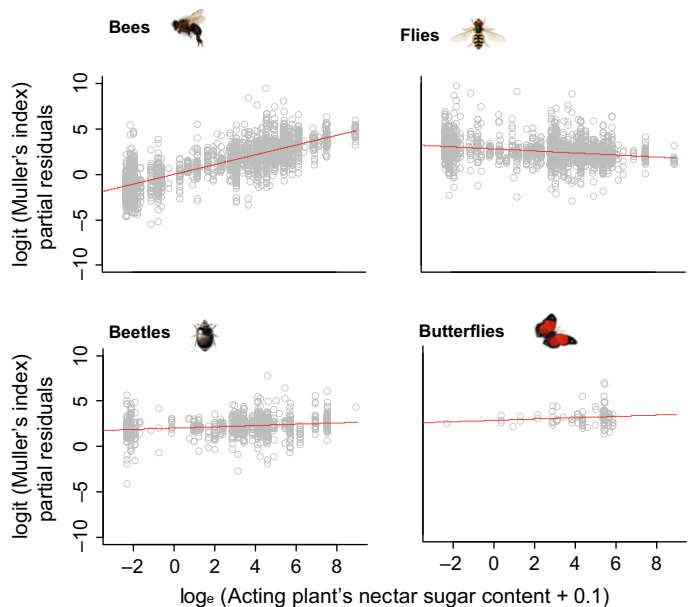 Bees
Flies
logit (Muller's index)
partial residuals
10
5
0
−5
−10
Beetles
Butterflies
logit (Muller's index)
partial residuals
10
5
0
−5
−10
−2 0 2 4 6 8
−2 0 2 4 6 8
logₑ (Acting plant's nectar sugar content + 0.1)